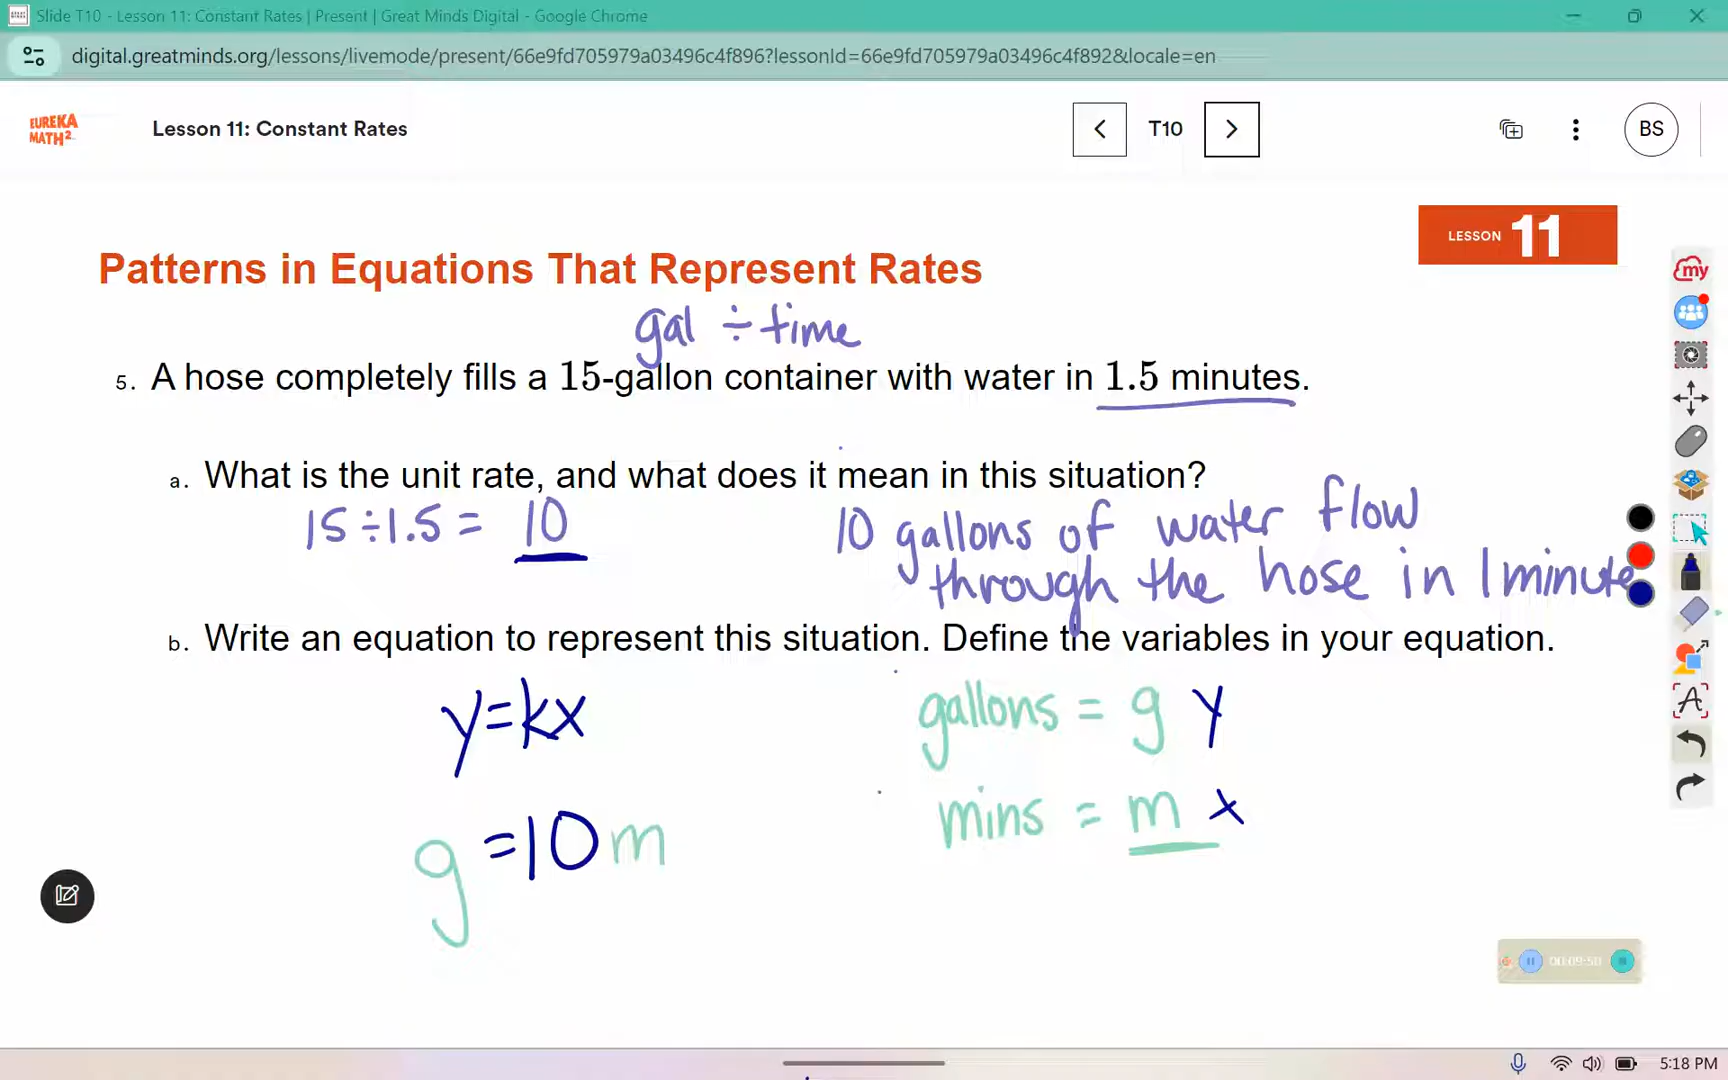 Slide T10 - Lesson 11: Constant Rates | Present | Great Minds Digital - Google Chrome
digital.greatminds.org/lessons/livemode/present/66e9fd705979a03496c4f896?lessonId=66e9fd705979a03496c4f892&locale=en
EUREKA
MATH²
Lesson 11: Constant Rates
T10
BS
LESSON 11
my
Patterns in Equations That Represent Rates
gal ÷ time
5. A hose completely fills a 15-gallon container with water in 1.5 minutes.
a. What is the unit rate, and what does it mean in this situation?
15 ÷ 1.5 = 10
10 gallons of water flow
through the hose in 1 minute
b. Write an equation to represent this situation. Define the variables in your equation.
y = kx
gallons = g y
mins = m x
g = 10 m
A
00:09:50
5:18 PM